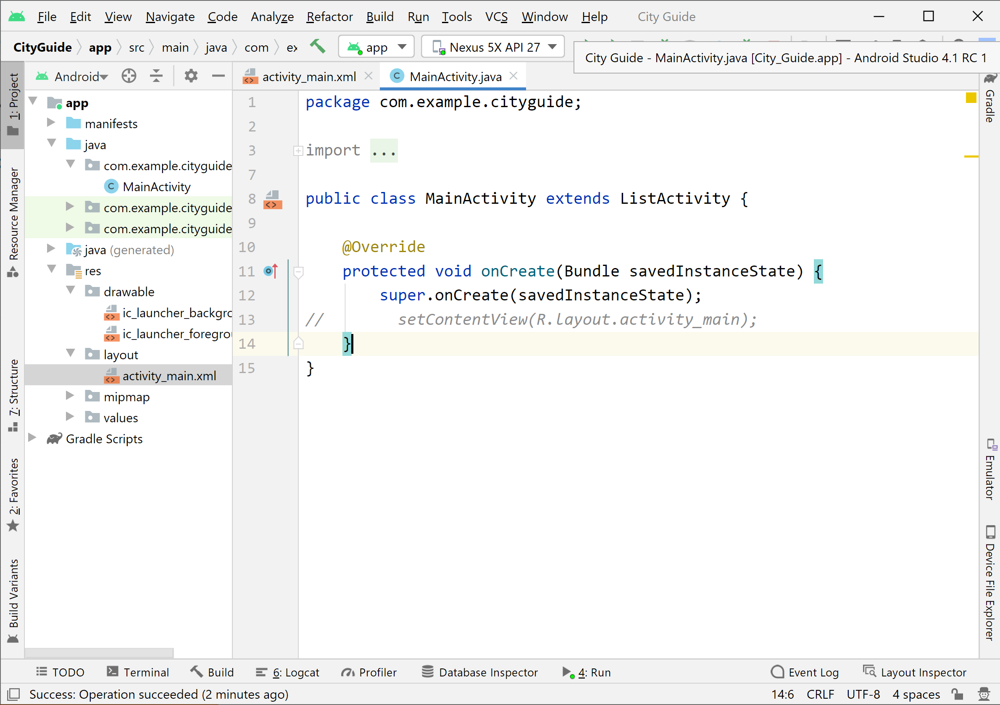 File Edit View Navigate Code Analyze Refactor Build Run Tools VCS Window Help City Guide
CityGuide app src main java com ex app Nexus 5X API 27
City Guide - MainActivity.java [City_Guide.app] - Android Studio 4.1 RC 1
Android
activity_main.xml MainActivity.java
1: Project
Resource Manager
7: Structure
2: Favorites
Build Variants
app
manifests
java
com.example.cityguide
MainActivity
com.example.cityguide
com.example.cityguide
java (generated)
res
drawable
ic_launcher_backgro
ic_launcher_foregro
layout
activity_main.xml
mipmap
values
Gradle Scripts
1 package com.example.cityguide;
2
3 import ...
7
8 public class MainActivity extends ListActivity {
9
10 @Override
11 protected void onCreate(Bundle savedInstanceState) {
12 super.onCreate(savedInstanceState);
13 // setContentView(R.layout.activity_main);
14 }
15 }
Gradle
Emulator
Device File Explorer
TODO Terminal Build 6: Logcat Profiler Database Inspector 4: Run Event Log Layout Inspector
Success: Operation succeeded (2 minutes ago) 14:6 CRLF UTF-8 4 spaces